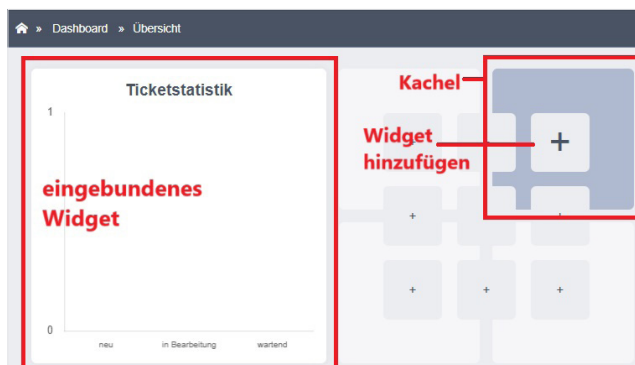 » Dashboard » Übersicht
Ticketstatistik
1
0
neu in Bearbeitung wartend
eingebundenes
Widget
Kachel
Widget
hinzufügen
+
+
+
+
+
+